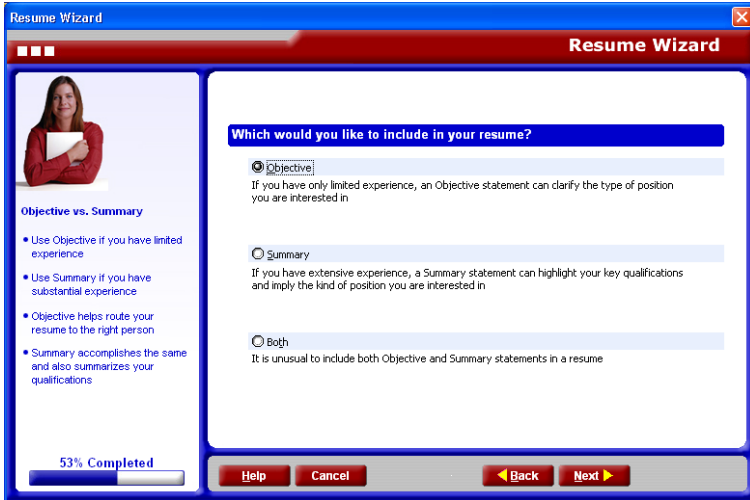 Resume Wizard
Resume Wizard
Objective vs. Summary
• Use Objective if you have limited
experience
• Use Summary if you have
substantial experience
• Objective helps route your
resume to the right person
• Summary accomplishes the same
and also summarizes your
qualifications
53% Completed
Which would you like to include in your resume?
Objective
If you have only limited experience, an Objective statement can clarify the type of position
you are interested in
Summary
If you have extensive experience, a Summary statement can highlight your key qualifications
and imply the kind of position you are interested in
Both
It is unusual to include both Objective and Summary statements in a resume
Help
Cancel
Back
Next